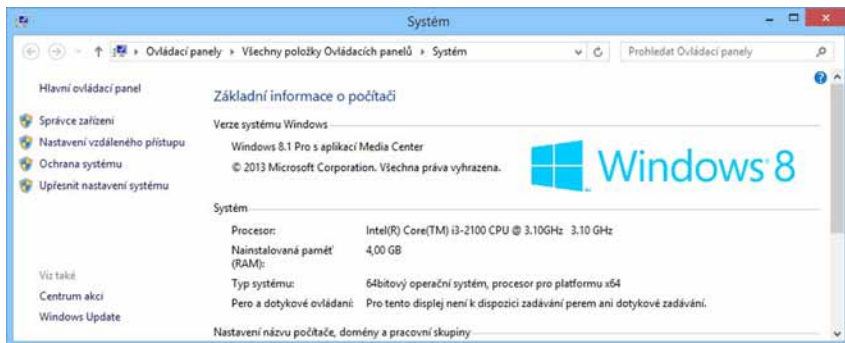 Systém
Ovládací panely ▸ Všechny položky Ovládacích panelů ▸ Systém
Prohledat Ovládací panely
Hlavní ovládací panel
Správce zařízení
Nastavení vzdáleného přístupu
Ochrana systému
Upřesnit nastavení systému
Viz také
Centrum akcí
Windows Update
Základní informace o počítači
Verze systému Windows
Windows 8.1 Pro s aplikací Media Center
© 2013 Microsoft Corporation. Všechna práva vyhrazena.
Windows 8
Systém
Procesor: Intel(R) Core(TM) i3-2100 CPU @ 3.10GHz 3.10 GHz
Nainstalovaná paměť 4,00 GB
(RAM):
Typ systému: 64bitový operační systém, procesor pro platformu x64
Pero a dotykové ovládání: Pro tento displej není k dispozici zadávání perem ani dotykové zadávání.
Nastavení názvu počítače, domény a pracovní skupiny